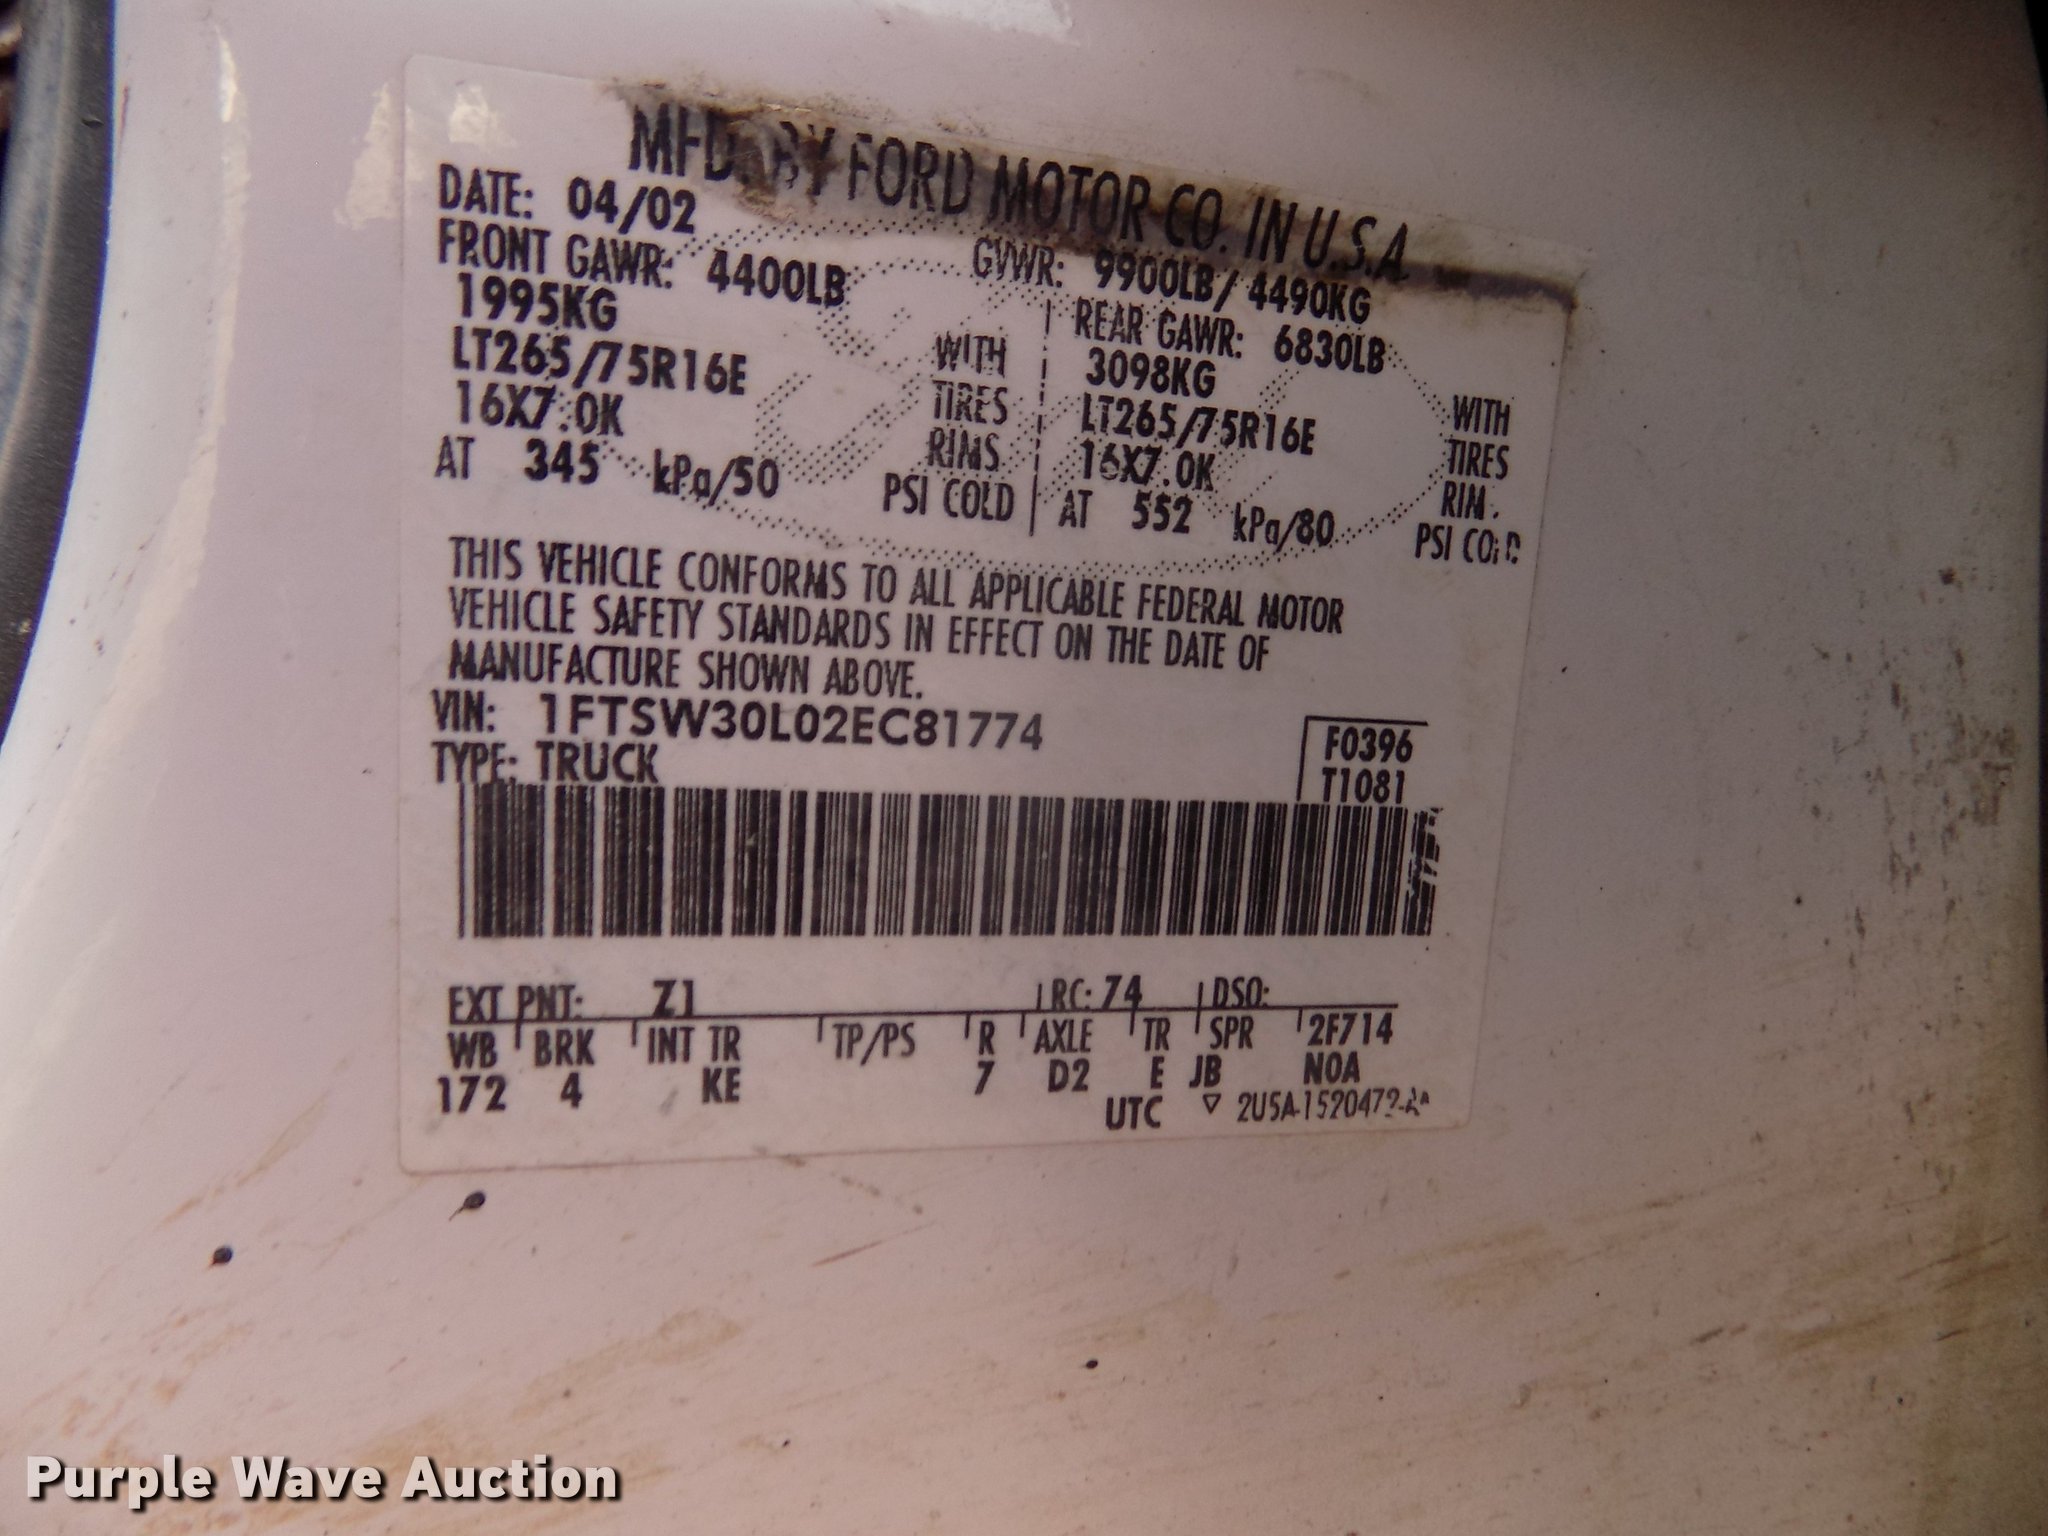 MFD. BY FORD MOTOR CO. IN U.S.A.
DATE: 04/02
GVWR: 9900LB/ 4490KG
FRONT GAWR: 4400LB
1995KG WITH
LT265/75R16E TIRES
16X7.0K RIMS
AT 345 kPa/50 PSI COLD
REAR GAWR: 6830LB
3098KG WITH
LT265/75R16E TIRES
16X7.0K RIM
AT 552 kPa/80 PSI COLD
THIS VEHICLE CONFORMS TO ALL APPLICABLE FEDERAL MOTOR
VEHICLE SAFETY STANDARDS IN EFFECT ON THE DATE OF
MANUFACTURE SHOWN ABOVE.
VIN: 1FTSW30L02EC81774
TYPE: TRUCK
F0396
T1081
EXT PNT: Z1 RC: 74 DSO:
WB BRK INT TR TP/PS R AXLE TR SPR 2F714
172 4 KE 7 D2 E JB NOA
UTC ▽ 2U5A-1520472-AA
Purple Wave Auction